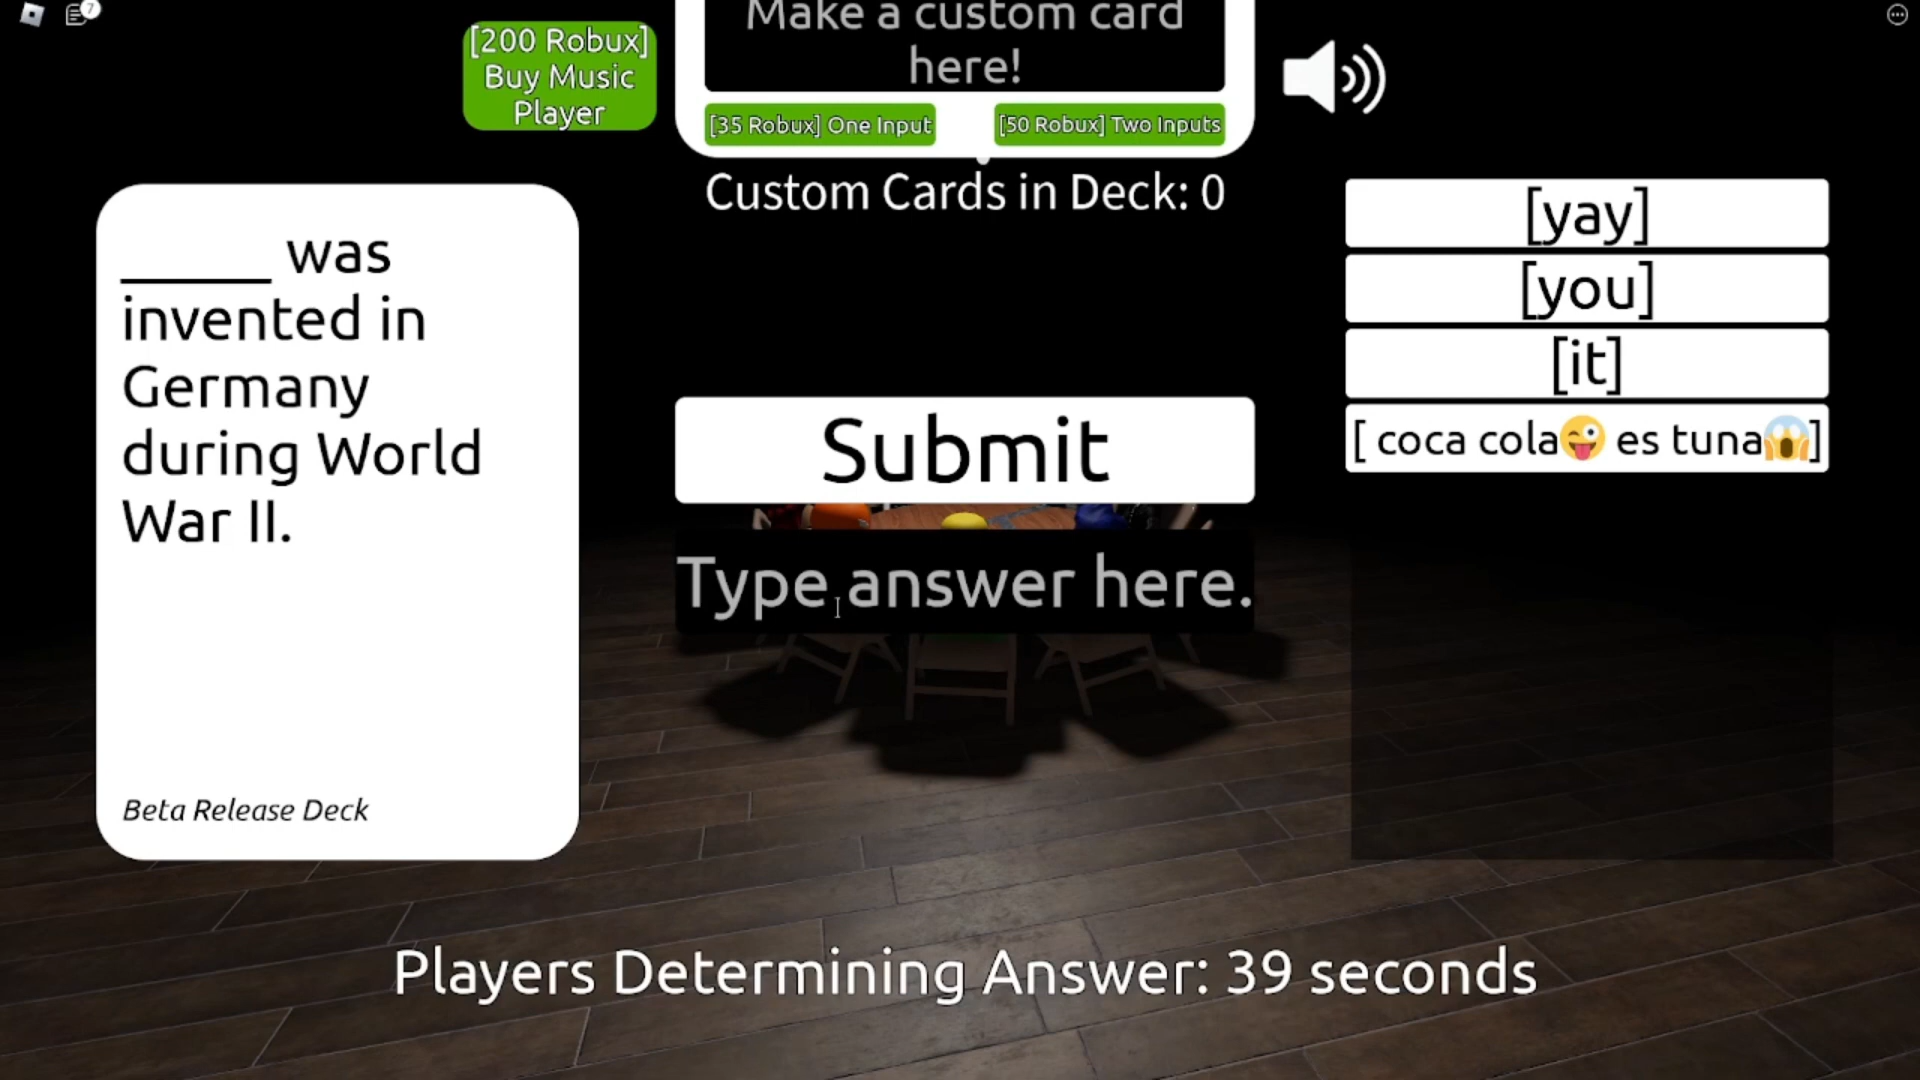 7
[200 Robux]
Buy Music
Player
Make a custom card
here!
[35 Robux] One Input
[50 Robux] Two Inputs
Custom Cards in Deck: 0
_____ was
invented in
Germany
during World
War II.
Beta Release Deck
Submit
Type answer here.
[yay]
[you]
[it]
[ coca cola😜 es tuna😱]
Players Determining Answer: 39 seconds